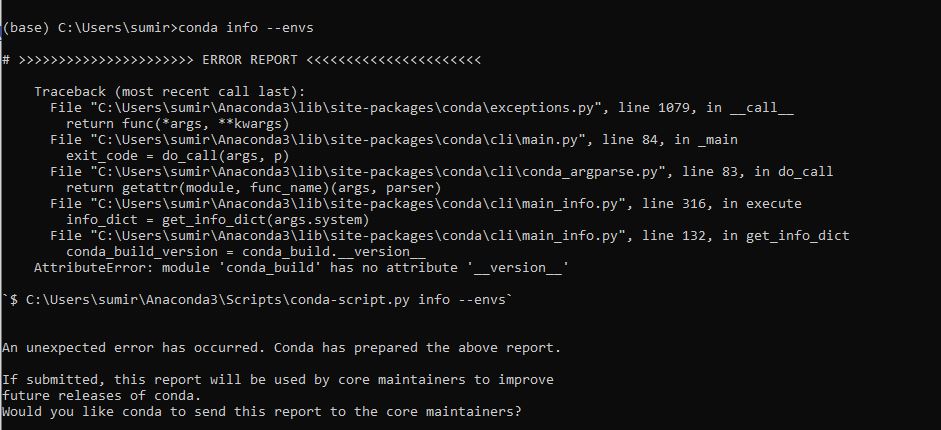 (base) C:\Users\sumir>conda info --envs
# >>>>>>>>>>>>>>>>>>>>>> ERROR REPORT <<<<<<<<<<<<<<<<<<<<<<
Traceback (most recent call last):
File "C:\Users\sumir\Anaconda3\lib\site-packages\conda\exceptions.py", line 1079, in __call__
return func(*args, **kwargs)
File "C:\Users\sumir\Anaconda3\lib\site-packages\conda\cli\main.py", line 84, in _main
exit_code = do_call(args, p)
File "C:\Users\sumir\Anaconda3\lib\site-packages\conda\cli\conda_argparse.py", line 83, in do_call
return getattr(module, func_name)(args, parser)
File "C:\Users\sumir\Anaconda3\lib\site-packages\conda\cli\main_info.py", line 316, in execute
info_dict = get_info_dict(args.system)
File "C:\Users\sumir\Anaconda3\lib\site-packages\conda\cli\main_info.py", line 132, in get_info_dict
conda_build_version = conda_build.__version__
AttributeError: module 'conda_build' has no attribute '__version__'
`$ C:\Users\sumir\Anaconda3\Scripts\conda-script.py info --envs`
An unexpected error has occurred. Conda has prepared the above report.
If submitted, this report will be used by core maintainers to improve
future releases of conda.
Would you like conda to send this report to the core maintainers?